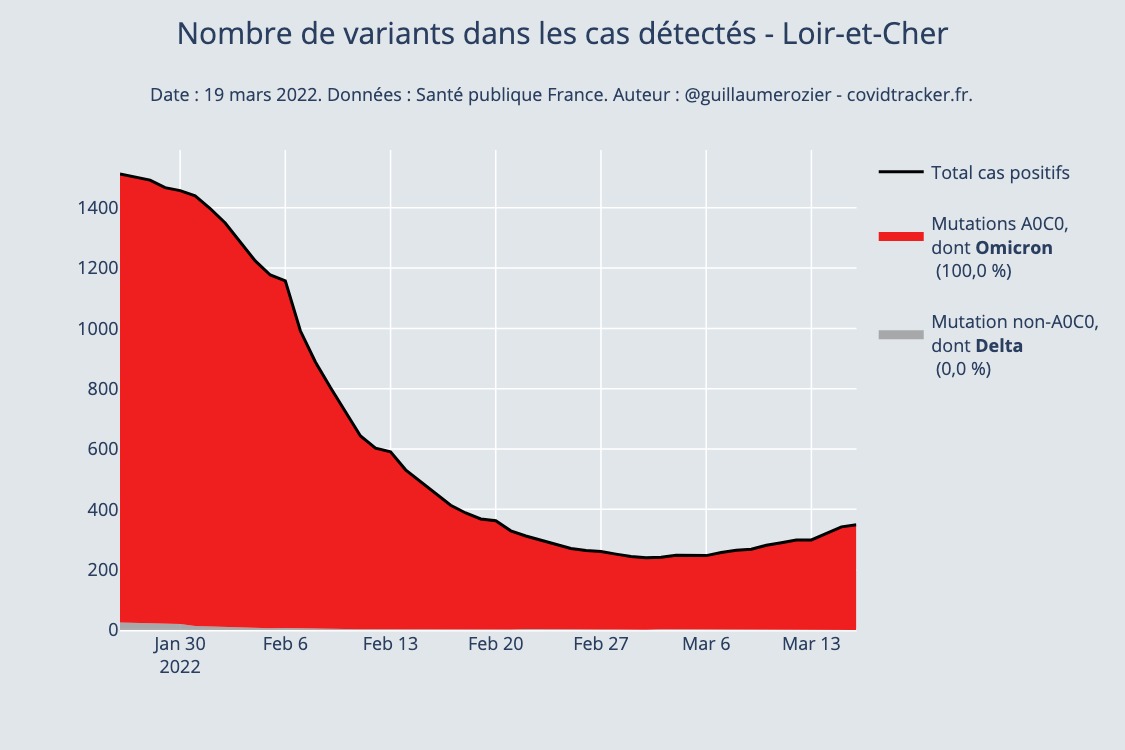 Nombre de variants dans les cas détectés - Loir-et-Cher
Date : 19 mars 2022. Données : Santé publique France. Auteur : @guillaumerozier - covidtracker.fr.
Total cas positifs
Mutations A0C0,
dont Omicron
(100,0 %)
Mutation non-A0C0,
dont Delta
(0,0 %)
1400
1200
1000
800
600
400
200
0
Jan 30
2022
Feb 6
Feb 13
Feb 20
Feb 27
Mar 6
Mar 13